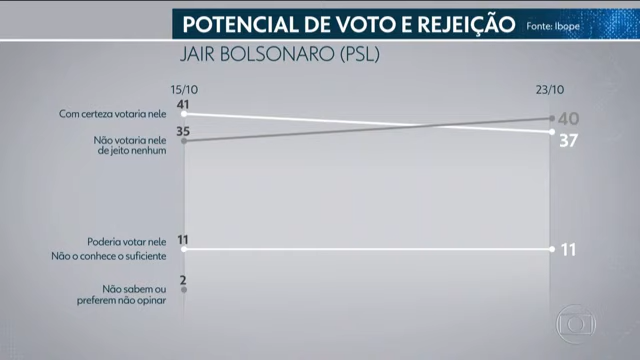 POTENCIAL DE VOTO E REJEIÇÃO
Fonte: Ibope
JAIR BOLSONARO (PSL)
15/10
23/10
Com certeza votaria nele
41
37
Não votaria nele
de jeito nenhum
35
40
Poderia votar nele
11
11
Não o conhece o suficiente
Não sabem ou
preferem não opinar
2